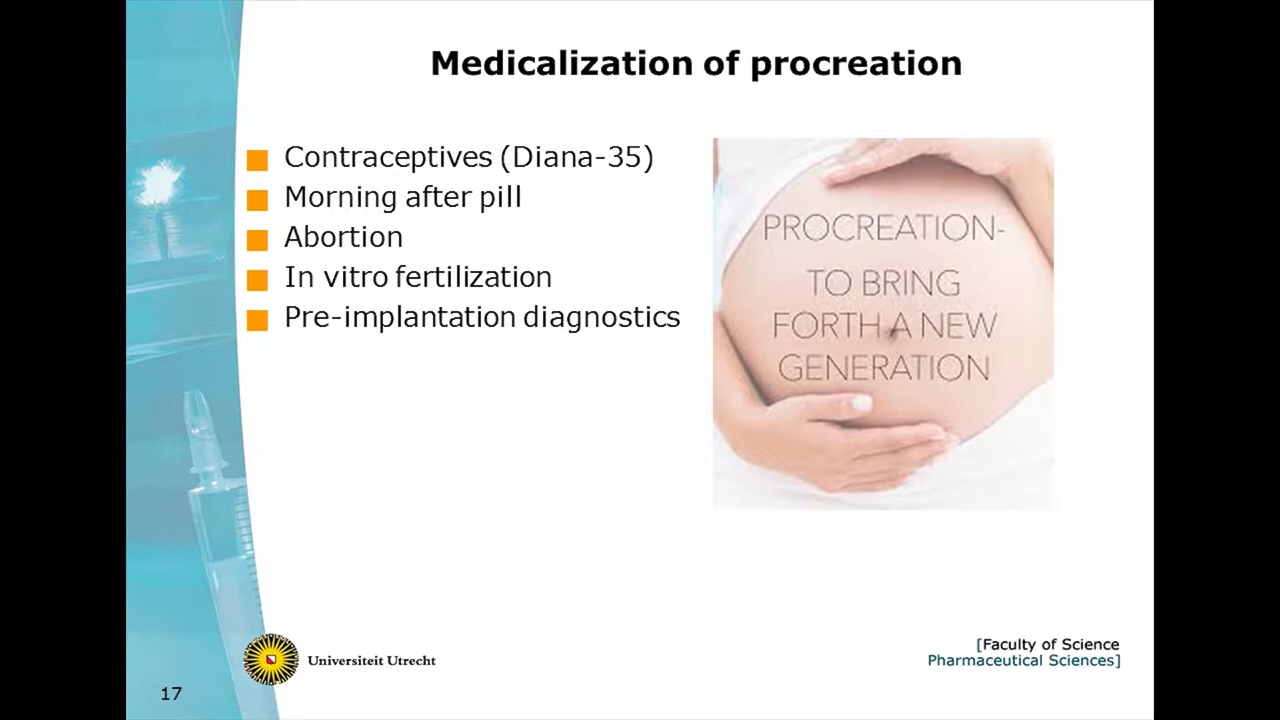 Medicalization of procreation
Contraceptives (Diana-35)
Morning after pill
Abortion
In vitro fertilization
Pre-implantation diagnostics
PROCREATION-
TO BRING
FORTH A NEW
GENERATION
Universiteit Utrecht
[Faculty of Science
Pharmaceutical Sciences]
17